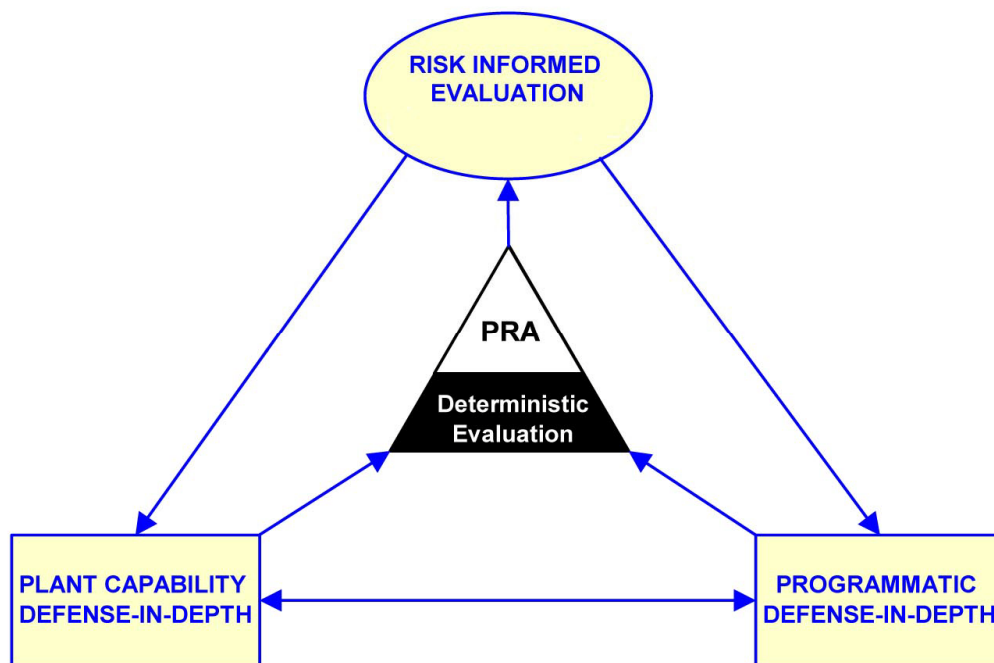 RISK INFORMED
EVALUATION
PRA
Deterministic
Evaluation
PLANT CAPABILITY
DEFENSE-IN-DEPTH
PROGRAMMATIC
DEFENSE-IN-DEPTH